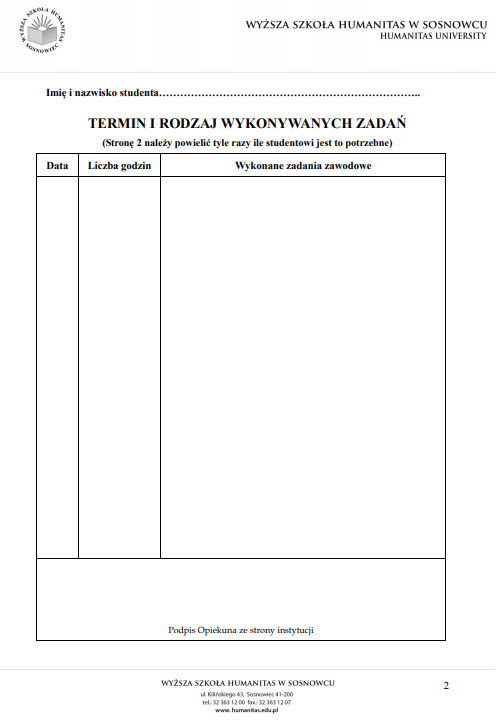 WYŻSZA SZKOŁA HUMANITAS
SOSNOWIEC
WYŻSZA SZKOŁA HUMANITAS W SOSNOWCU
HUMANITAS UNIVERSITY
Imię i nazwisko studenta……………………………………………………………..
TERMIN I RODZAJ WYKONYWANYCH ZADAŃ
(Stronę 2 należy powielić tyle razy ile studentowi jest to potrzebne)
Data Liczba godzin Wykonane zadania zawodowe
Podpis Opiekuna ze strony instytucji
WYŻSZA SZKOŁA HUMANITAS W SOSNOWCU
2
ul. Kilińskiego 43, Sosnowiec 41-200
tel.: 32 363 12 00 fax.: 32 363 12 07
www.humanitas.edu.pl